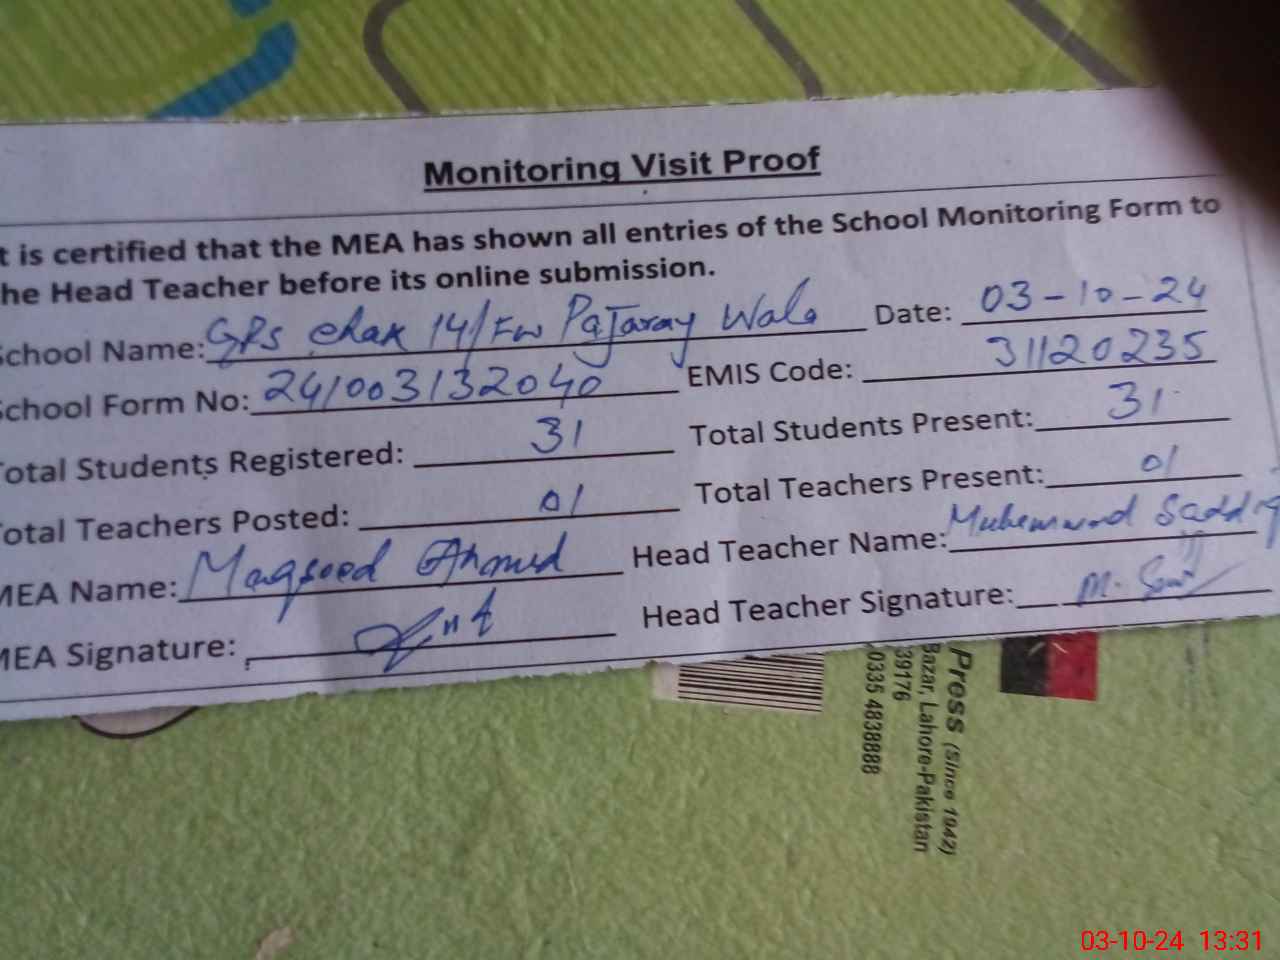 Monitoring Visit Proof
t is certified that the MEA has shown all entries of the School Monitoring Form to
he Head Teacher before its online submission.
School Name: GPS chak 14/FW Pajaray Wala Date: 03-10-24
School Form No: 241003132040 EMIS Code: 31120235
Total Students Registered: 31 Total Students Present: 31
Total Teachers Posted: 01 Total Teachers Present: 01
MEA Name: Maqsood Ahmed Head Teacher Name: Muhammad Saddiq
MEA Signature: Head Teacher Signature: M.
Press (Since 1942)
Bazar, Lahore-Pakistan
39176
0335 4838888
03-10-24 13:31